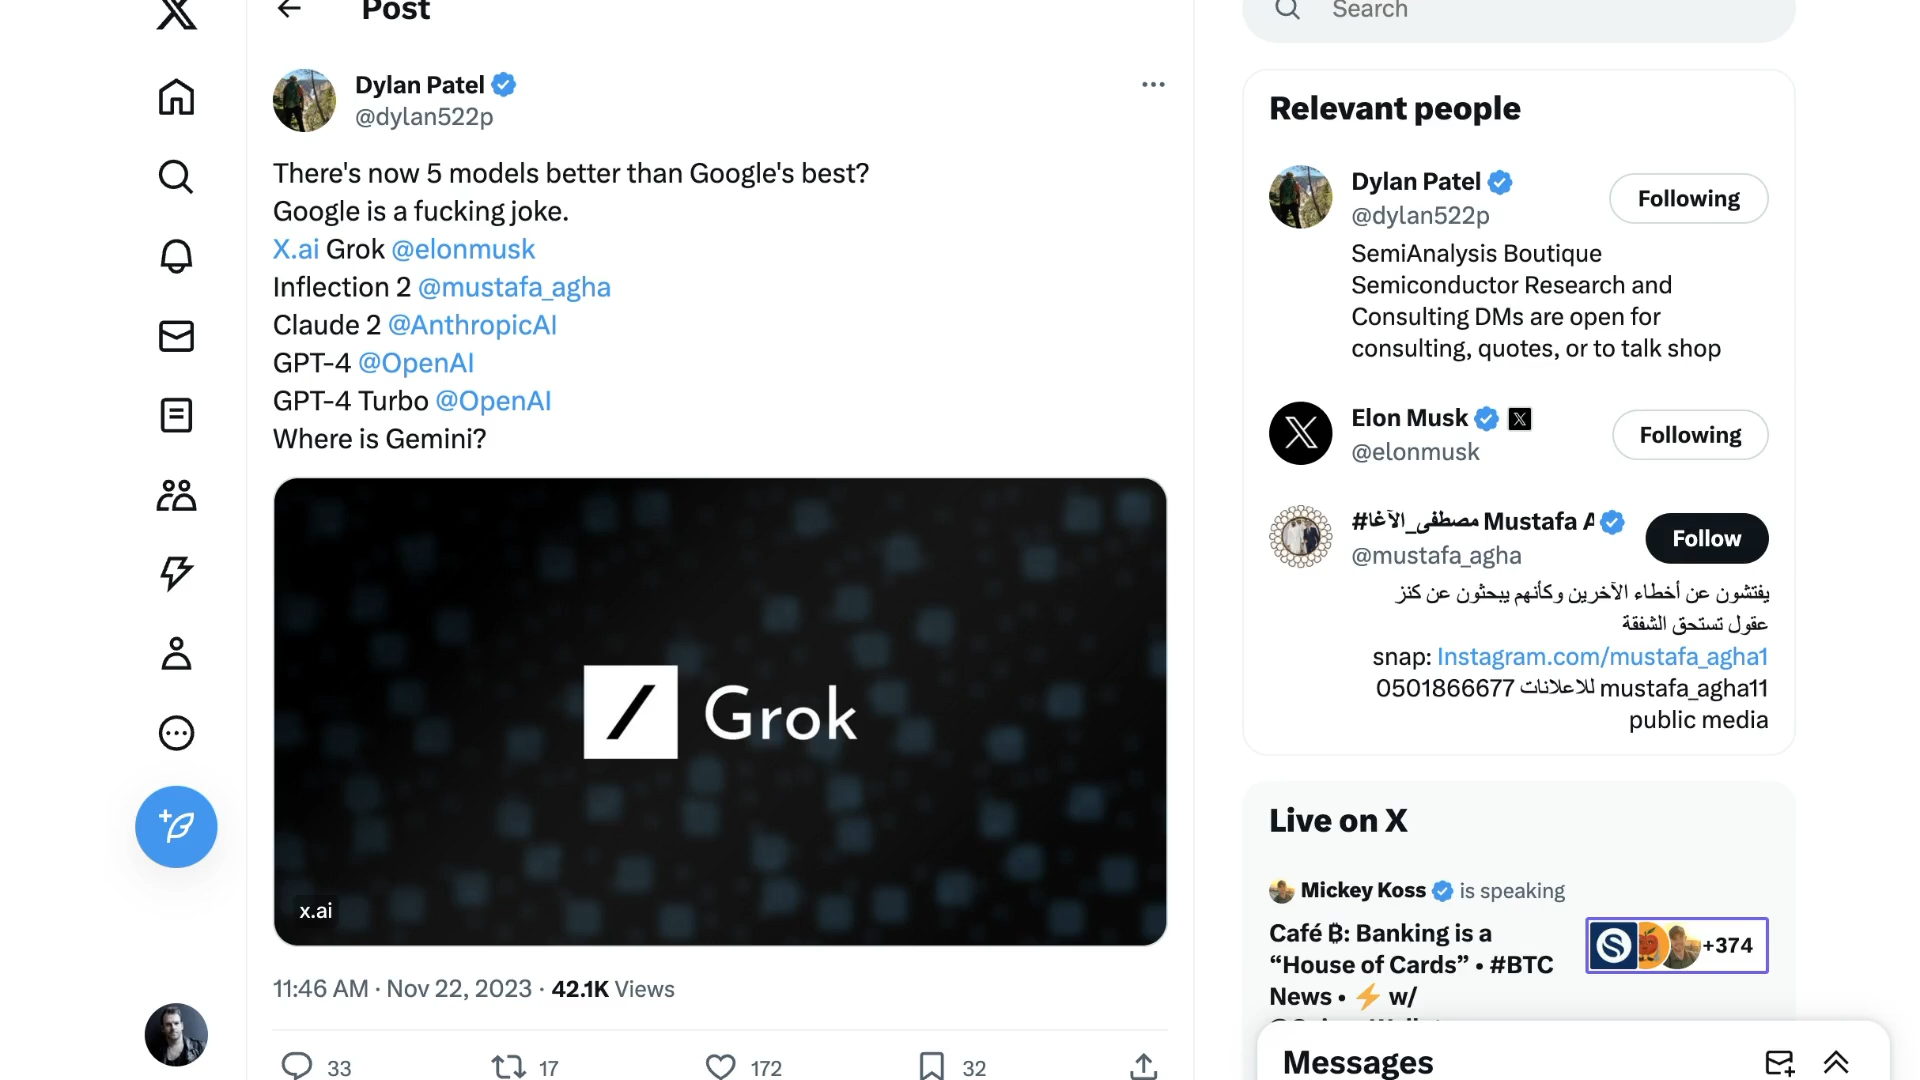 Post
Dylan Patel
@dylan522p
There's now 5 models better than Google's best?
Google is a fucking joke.
X.ai Grok @elonmusk
Inflection 2 @mustafa_agha
Claude 2 @AnthropicAI
GPT-4 @OpenAI
GPT-4 Turbo @OpenAI
Where is Gemini?
Grok
x.ai
11:46 AM · Nov 22, 2023 · 42.1K Views
33 17 172 32
Search
Relevant people
Dylan Patel
@dylan522p
Following
SemiAnalysis Boutique
Semiconductor Research and
Consulting DMs are open for
consulting, quotes, or to talk shop
Elon Musk
@elonmusk
Following
#مصطفى_الآغا Mustafa A
@mustafa_agha
Follow
يفتشون عن أخطاء الآخرين وكأنهم يبحثون عن كنز
عقول تستحق الشفقة
snap: Instagram.com/mustafa_agha1
mustafa_agha11 للاعلانات 0501866677
public media
Live on X
Mickey Koss is speaking
Café ₿: Banking is a
“House of Cards” • #BTC
News • ⚡ w/
+374
Messages